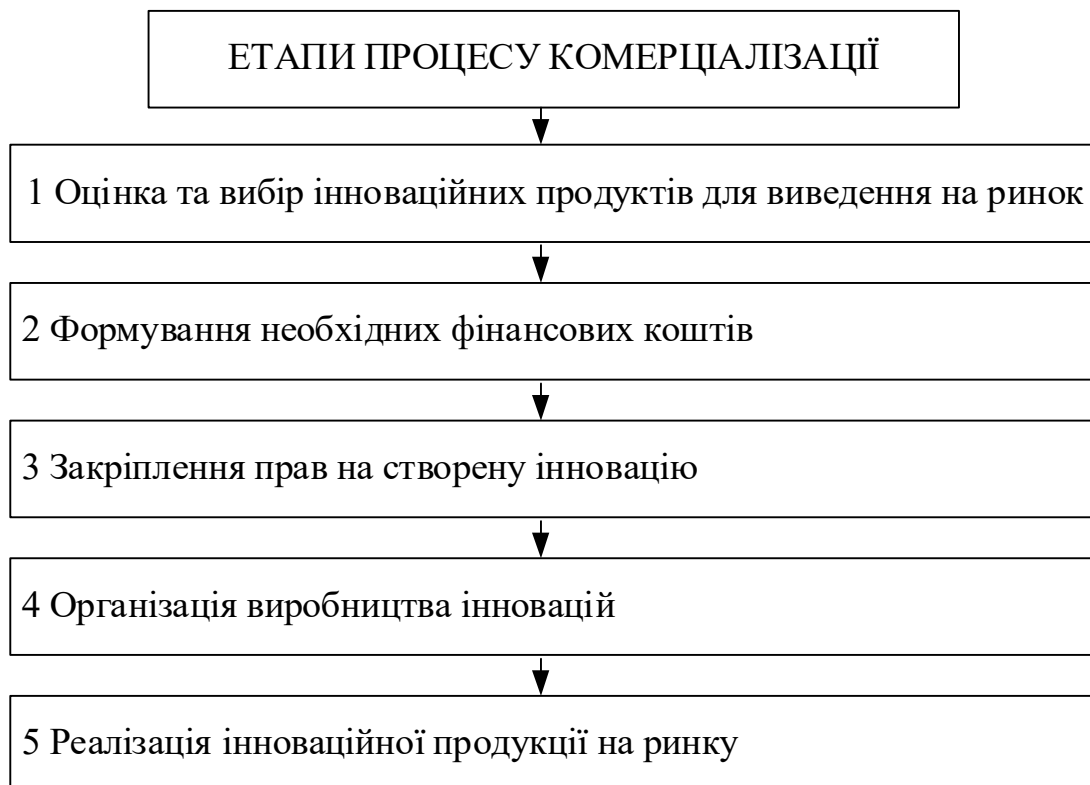 ЕТАПИ ПРОЦЕСУ КОМЕРЦІАЛІЗАЦІЇ
1 Оцінка та вибір інноваційних продуктів для виведення на ринок
2 Формування необхідних фінансових коштів
3 Закріплення прав на створену інновацію
4 Організація виробництва інновацій
5 Реалізація інноваційної продукції на ринку